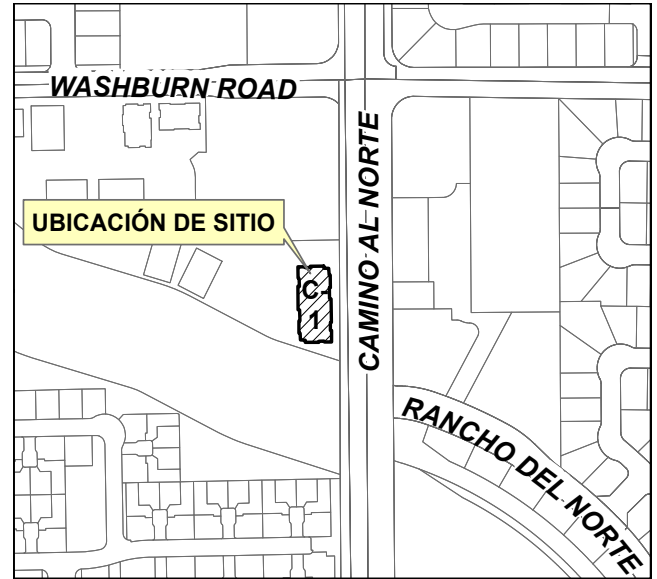 WASHBURN ROAD
CAMINO AL NORTE
UBICACIÓN DE SITIO
C-
1
RANCHO DEL NORTE